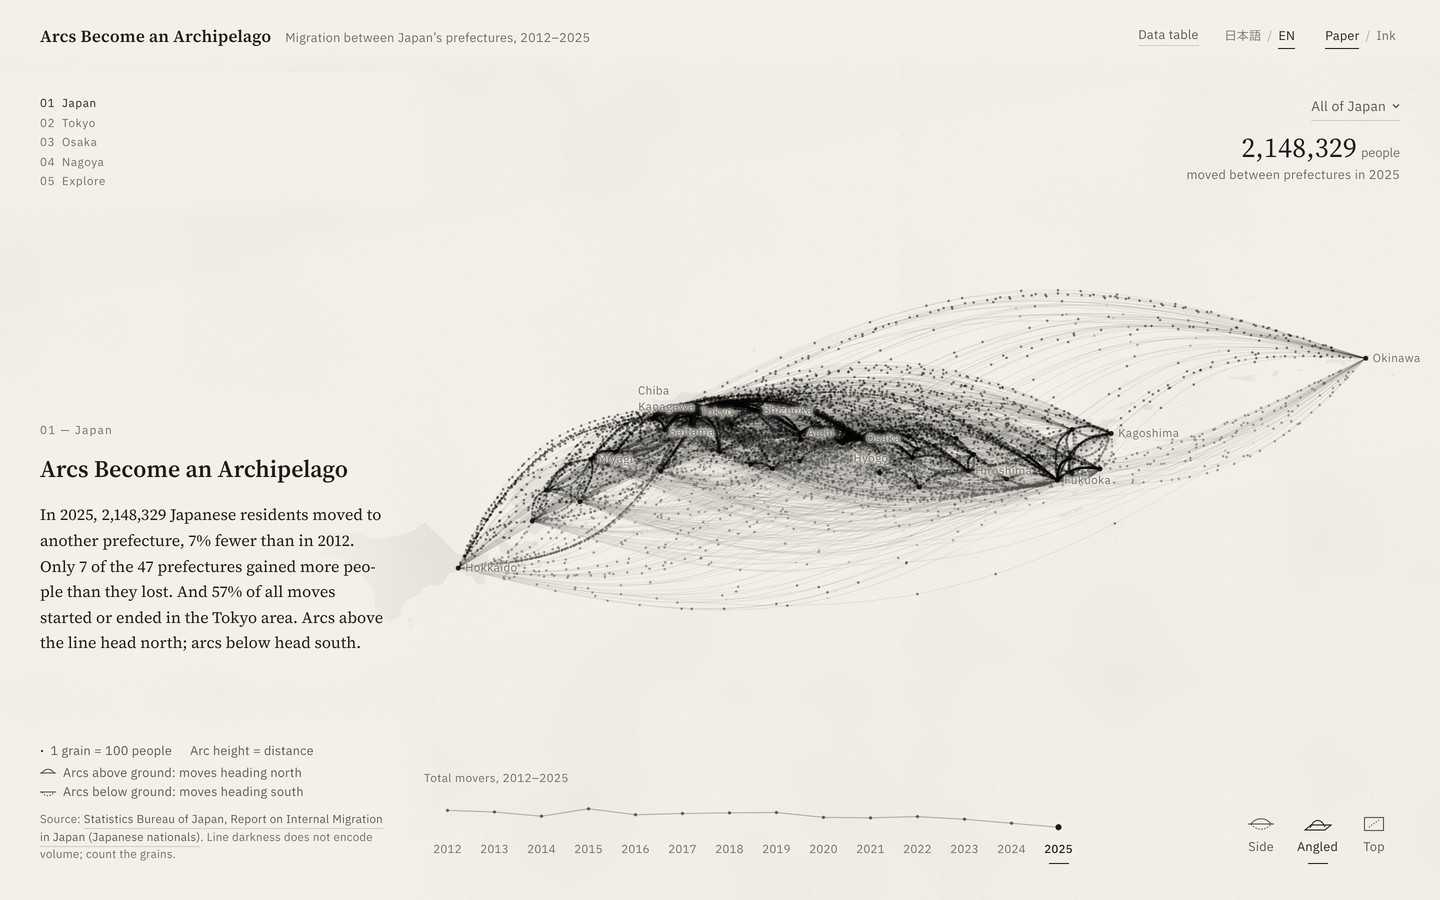 Arcs Become an Archipelago
Migration between Japan’s prefectures, 2012–2025
Data table
日本語 / EN
Paper / Ink
01 Japan
02 Tokyo
03 Osaka
04 Nagoya
05 Explore
All of Japan
2,148,329 people
moved between prefectures in 2025
Okinawa
Chiba
Kanagawa
Tokyo
Shizuoka
Saitama
Aichi
Osaka
Kagoshima
Miyagi
Hyōgo
Hiroshima
Fukuoka
Hokkaido
01 — Japan
Arcs Become an Archipelago
In 2025, 2,148,329 Japanese residents moved to
another prefecture, 7% fewer than in 2012.
Only 7 of the 47 prefectures gained more peo-
ple than they lost. And 57% of all moves
started or ended in the Tokyo area. Arcs above
the line head north; arcs below head south.
· 1 grain = 100 people Arc height = distance
Arcs above ground: moves heading north
Arcs below ground: moves heading south
Source: Statistics Bureau of Japan, Report on Internal Migration
in Japan (Japanese nationals). Line darkness does not encode
volume; count the grains.
Total movers, 2012–2025
2012 2013 2014 2015 2016 2017 2018 2019 2020 2021 2022 2023 2024 2025
Side Angled Top